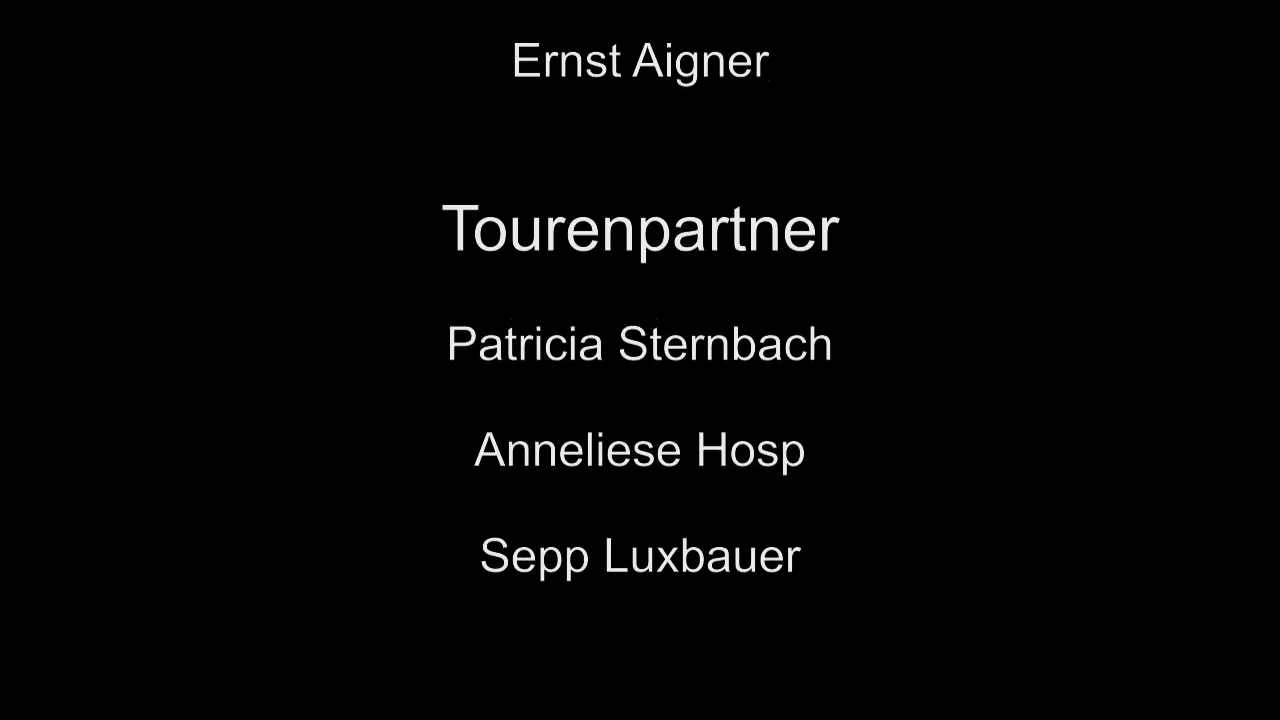 Ernst Aigner
Tourenpartner
Patricia Sternbach
Anneliese Hosp
Sepp Luxbauer